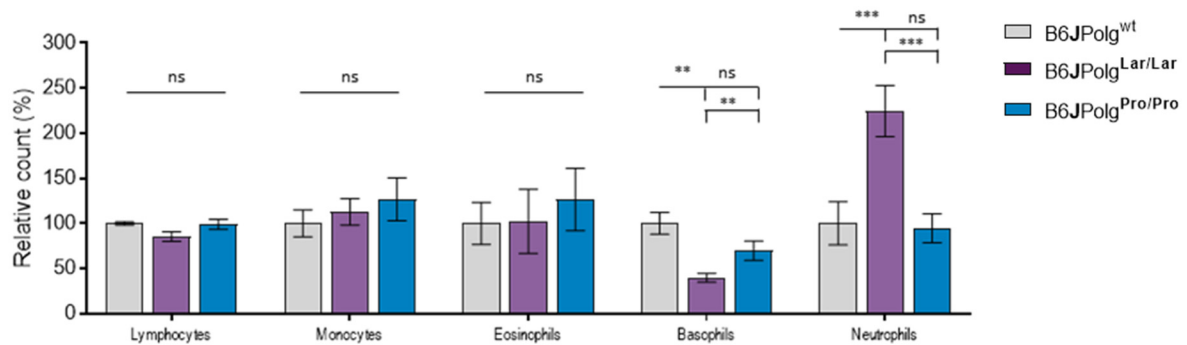 *** ns
B6JPolgwt
300
ns
ns
ns
***
250
** ns
B6JPolgLar/Lar
200
**
B6JPolgPro/Pro
150
100
50
0
Relative count (%)
Lymphocytes Monocytes Eosinophils Basophils Neutrophils